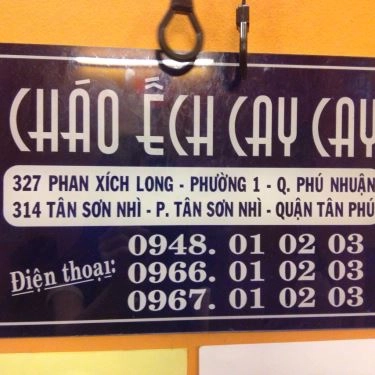 CHÁO ẾCH CAY CAY
327 PHAN XÍCH LONG - PHƯỜNG 1 - Q. PHÚ NHUẬN
314 TÂN SƠN NHÌ - P. TÂN SƠN NHÌ - QUẬN TÂN PHÚ
Điện thoại:
0948. 01 02 03
0966. 01 02 03
0967. 01 02 03